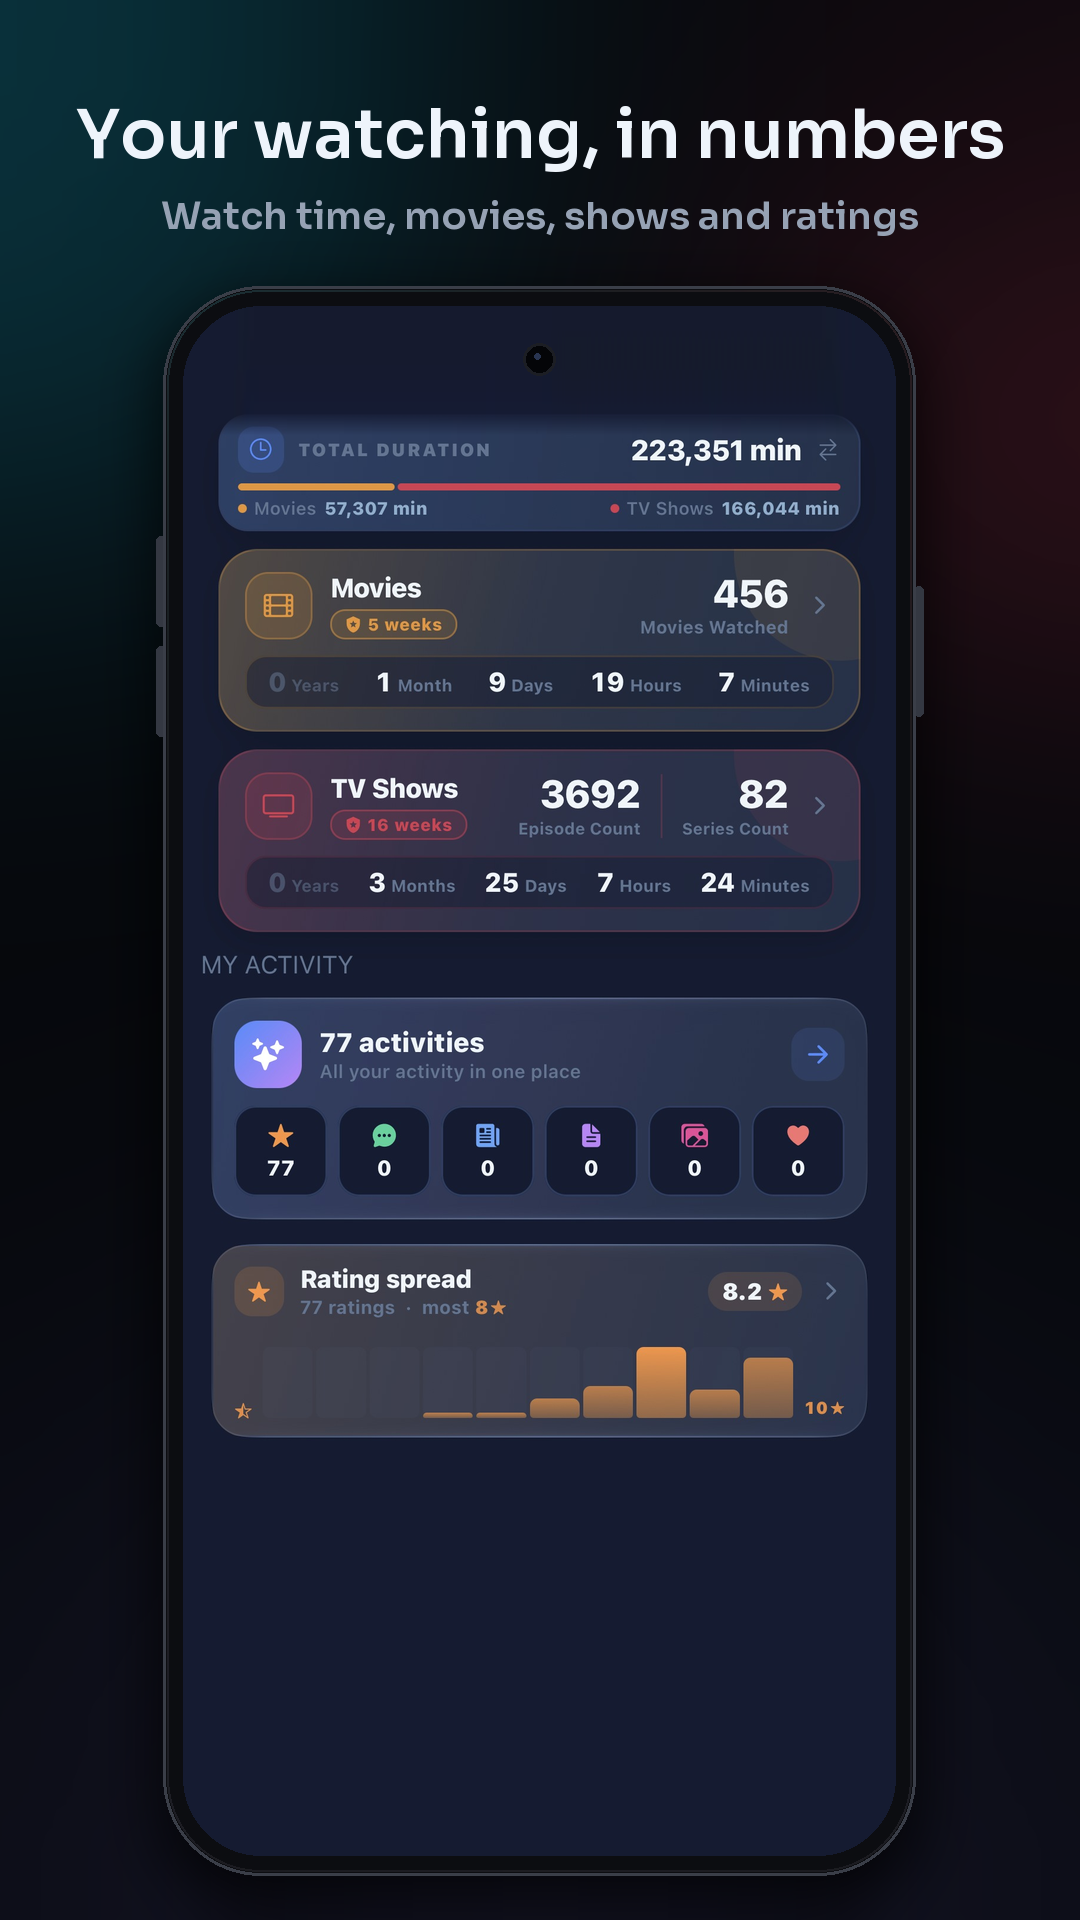 Your watching, in numbers
Watch time, movies, shows and ratings
TOTAL DURATION 223,351 min
Movies 57,307 min TV Shows 166,044 min
Movies 456
5 weeks Movies Watched
0 Years 1 Month 9 Days 19 Hours 7 Minutes
TV Shows 3692 82
16 weeks Episode Count Series Count
0 Years 3 Months 25 Days 7 Hours 24 Minutes
MY ACTIVITY
77 activities
All your activity in one place
77 0 0 0 0 0
Rating spread 8.2
77 ratings · most 8★
10★